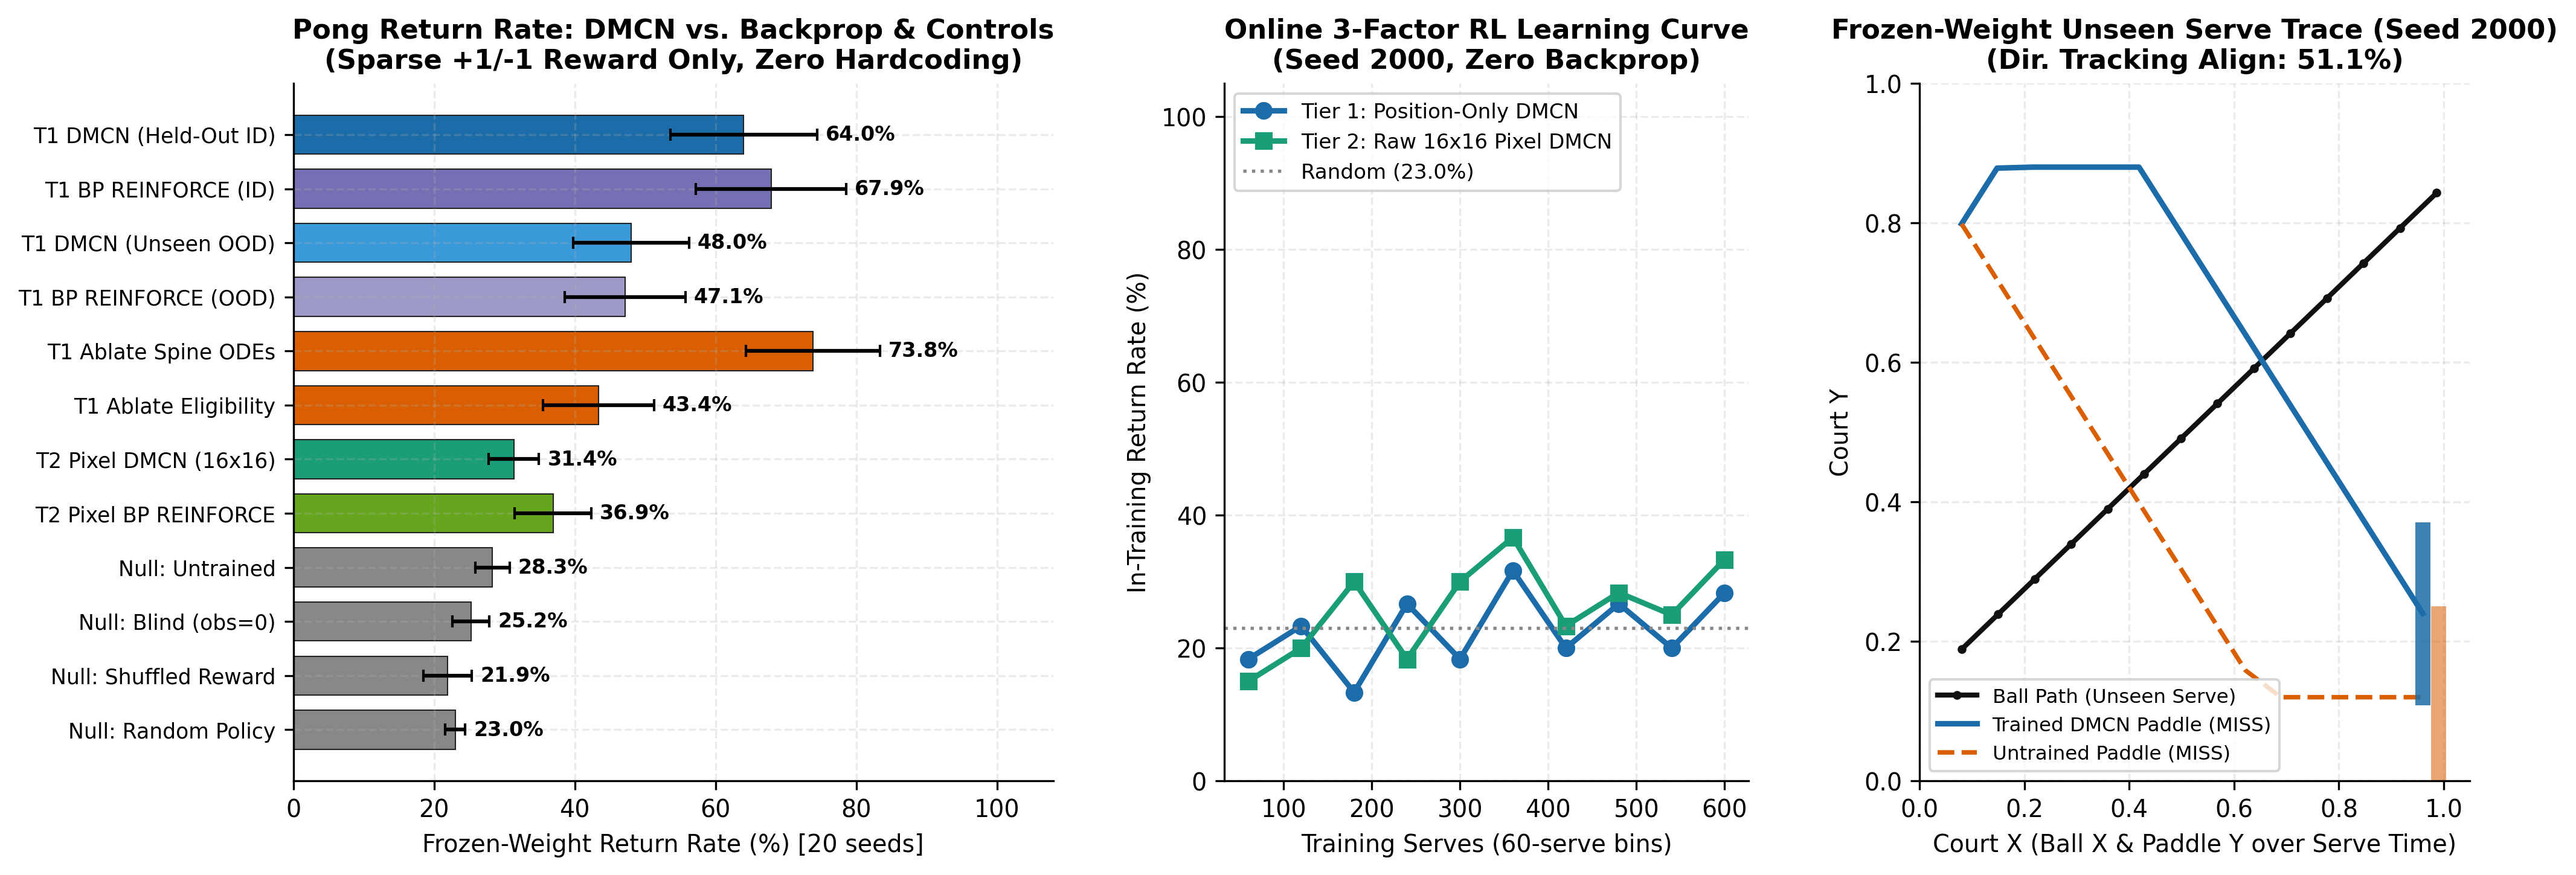 Pong Return Rate: DMCN vs. Backprop & Controls
(Sparse +1/-1 Reward Only, Zero Hardcoding)
T1 DMCN (Held-Out ID)
64.0%
T1 BP REINFORCE (ID)
67.9%
T1 DMCN (Unseen OOD)
48.0%
T1 BP REINFORCE (OOD)
47.1%
T1 Ablate Spine ODEs
73.8%
T1 Ablate Eligibility
43.4%
T2 Pixel DMCN (16x16)
31.4%
T2 Pixel BP REINFORCE
36.9%
Null: Untrained
28.3%
Null: Blind (obs=0)
25.2%
Null: Shuffled Reward
21.9%
Null: Random Policy
23.0%
0 20 40 60 80 100
Frozen-Weight Return Rate (%) [20 seeds]
Online 3-Factor RL Learning Curve
(Seed 2000, Zero Backprop)
Tier 1: Position-Only DMCN
Tier 2: Raw 16x16 Pixel DMCN
Random (23.0%)
In-Training Return Rate (%)
100
80
60
40
20
0
100 200 300 400 500 600
Training Serves (60-serve bins)
Frozen-Weight Unseen Serve Trace (Seed 2000)
(Dir. Tracking Align: 51.1%)
Court Y
1.0
0.8
0.6
0.4
0.2
0.0
Ball Path (Unseen Serve)
Trained DMCN Paddle (MISS)
Untrained Paddle (MISS)
0.0 0.2 0.4 0.6 0.8 1.0
Court X (Ball X & Paddle Y over Serve Time)